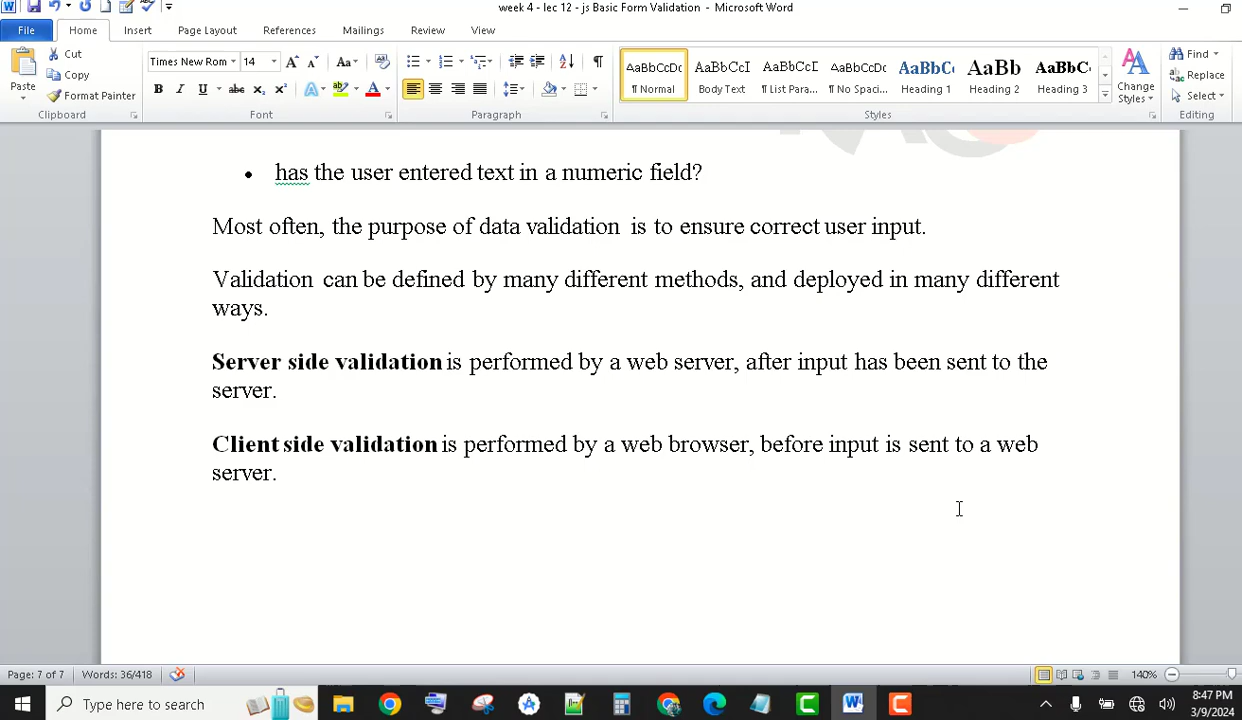 week 4 - lec 12 - js Basic Form Validation - Microsoft Word
File Home Insert Page Layout References Mailings Review View
Paste
Cut
Copy
Format Painter
Clipboard
Times New Rom 14
Font
Paragraph
AaBbCcDc AaBbCcI AaBbCcI AaBbCcDc AaBbC AaBb AaBbC
¶ Normal Body Text ¶ List Para... ¶ No Spaci... Heading 1 Heading 2 Heading 3
Change Styles
Styles
Find
Replace
Select
Editing
• has the user entered text in a numeric field?
Most often, the purpose of data validation is to ensure correct user input.
Validation can be defined by many different methods, and deployed in many different
ways.
Server side validation is performed by a web server, after input has been sent to the
server.
Client side validation is performed by a web browser, before input is sent to a web
server.
Page: 7 of 7 Words: 36/418 140%
Type here to search
8:47 PM
3/9/2024